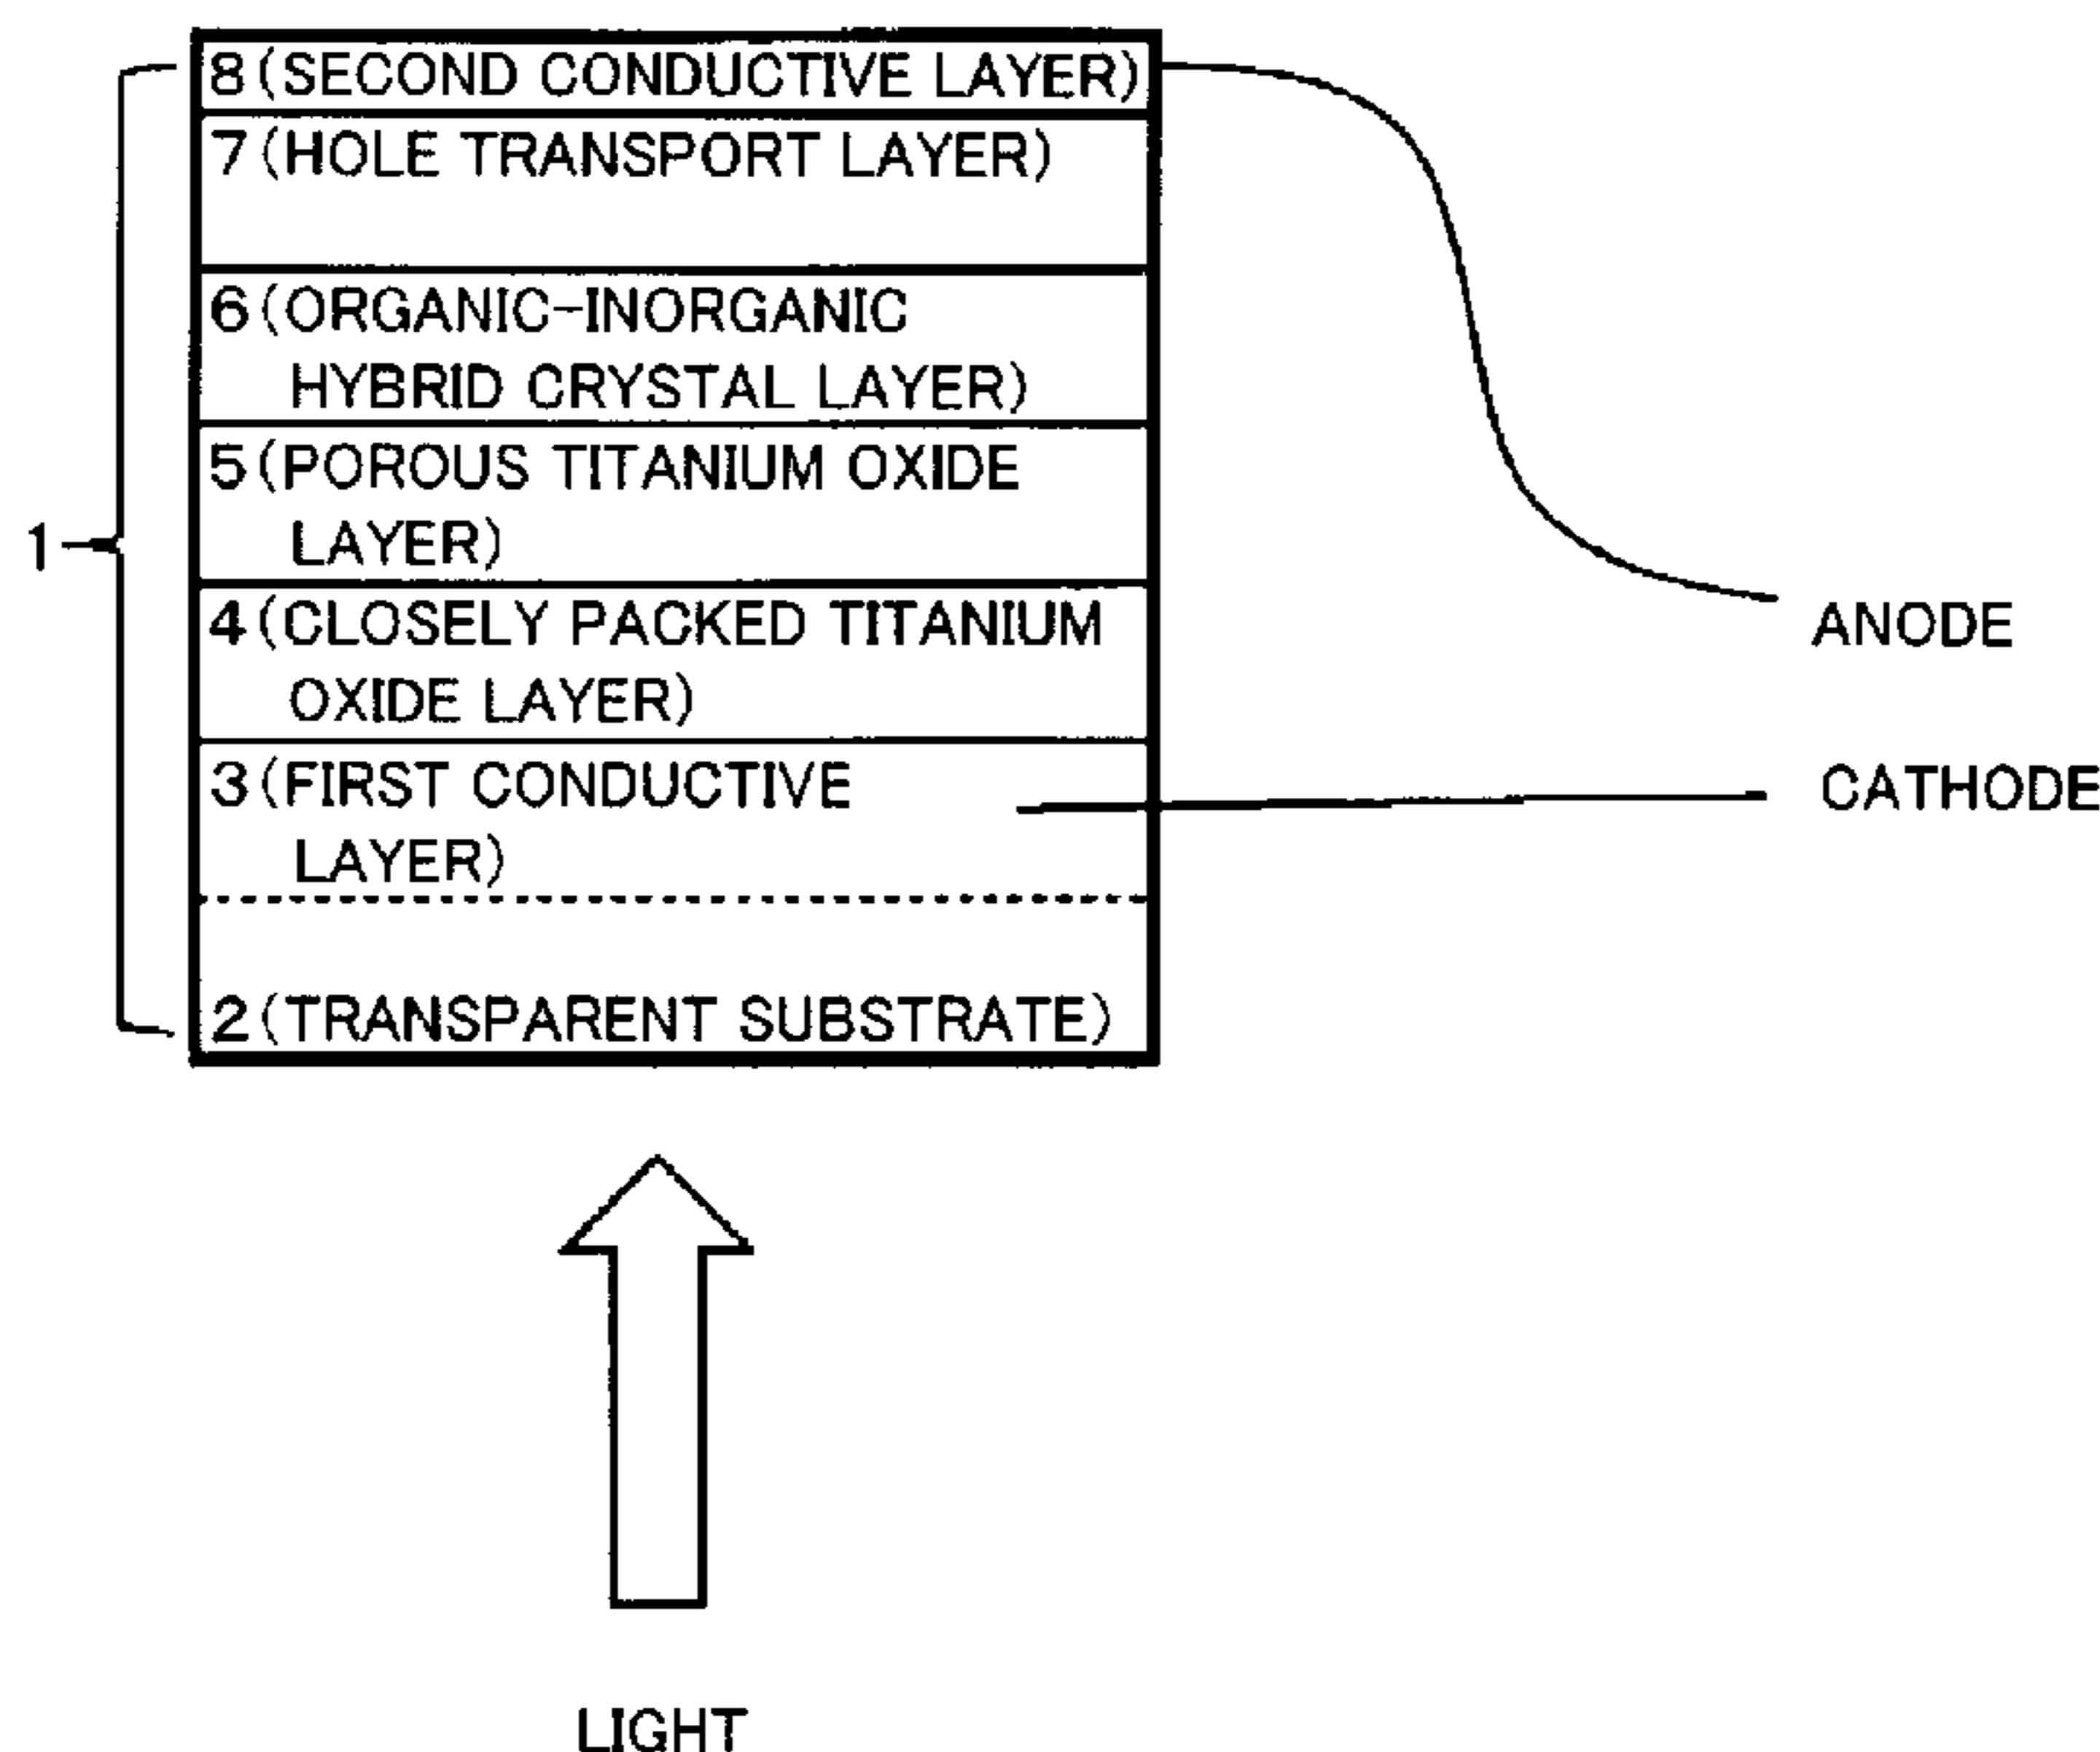 8(SECOND CONDUCTIVE LAYER)
7(HOLE TRANSPORT LAYER)
6(ORGANIC-INORGANIC
HYBRID CRYSTAL LAYER)
5(POROUS TITANIUM OXIDE
LAYER)
1
4(CLOSELY PACKED TITANIUM
OXIDE LAYER)
ANODE
3(FIRST CONDUCTIVE
LAYER)
CATHODE
2(TRANSPARENT SUBSTRATE)
LIGHT